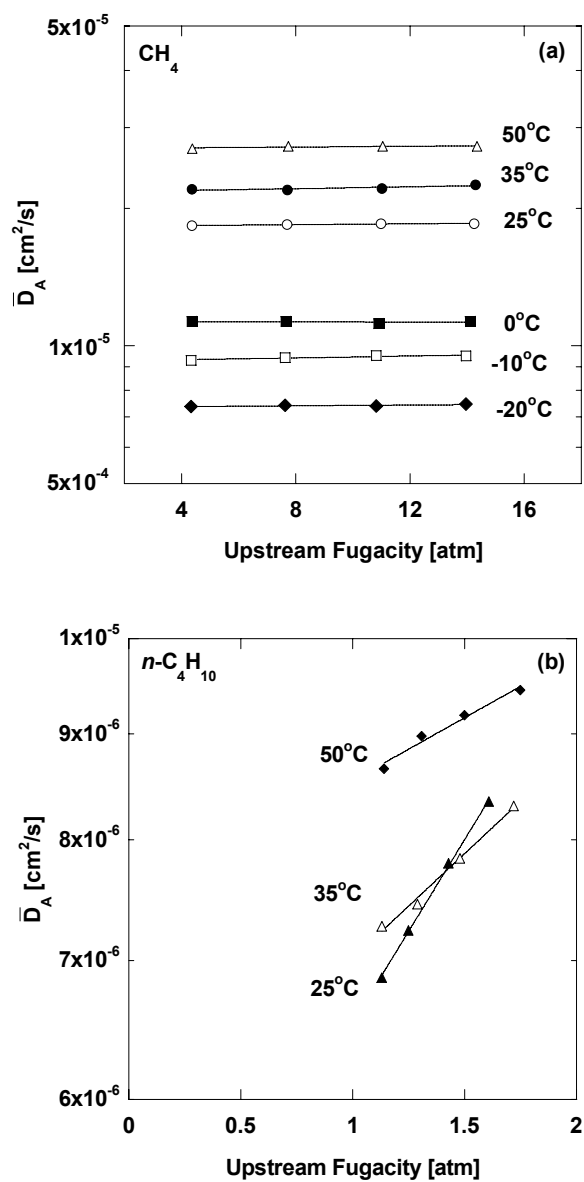 5x10⁻⁵
CH₄ (a)
50°C
35°C
25°C
0°C
1x10⁻⁵
-10°C
-20°C
5x10⁻⁴
D̅_A [cm²/s]
4 8 12 16
Upstream Fugacity [atm]
1x10⁻⁵
n-C₄H₁₀ (b)
9x10⁻⁶
50°C
8x10⁻⁶
35°C
7x10⁻⁶
25°C
6x10⁻⁶
D̅_A [cm²/s]
0 0.5 1 1.5 2
Upstream Fugacity [atm]